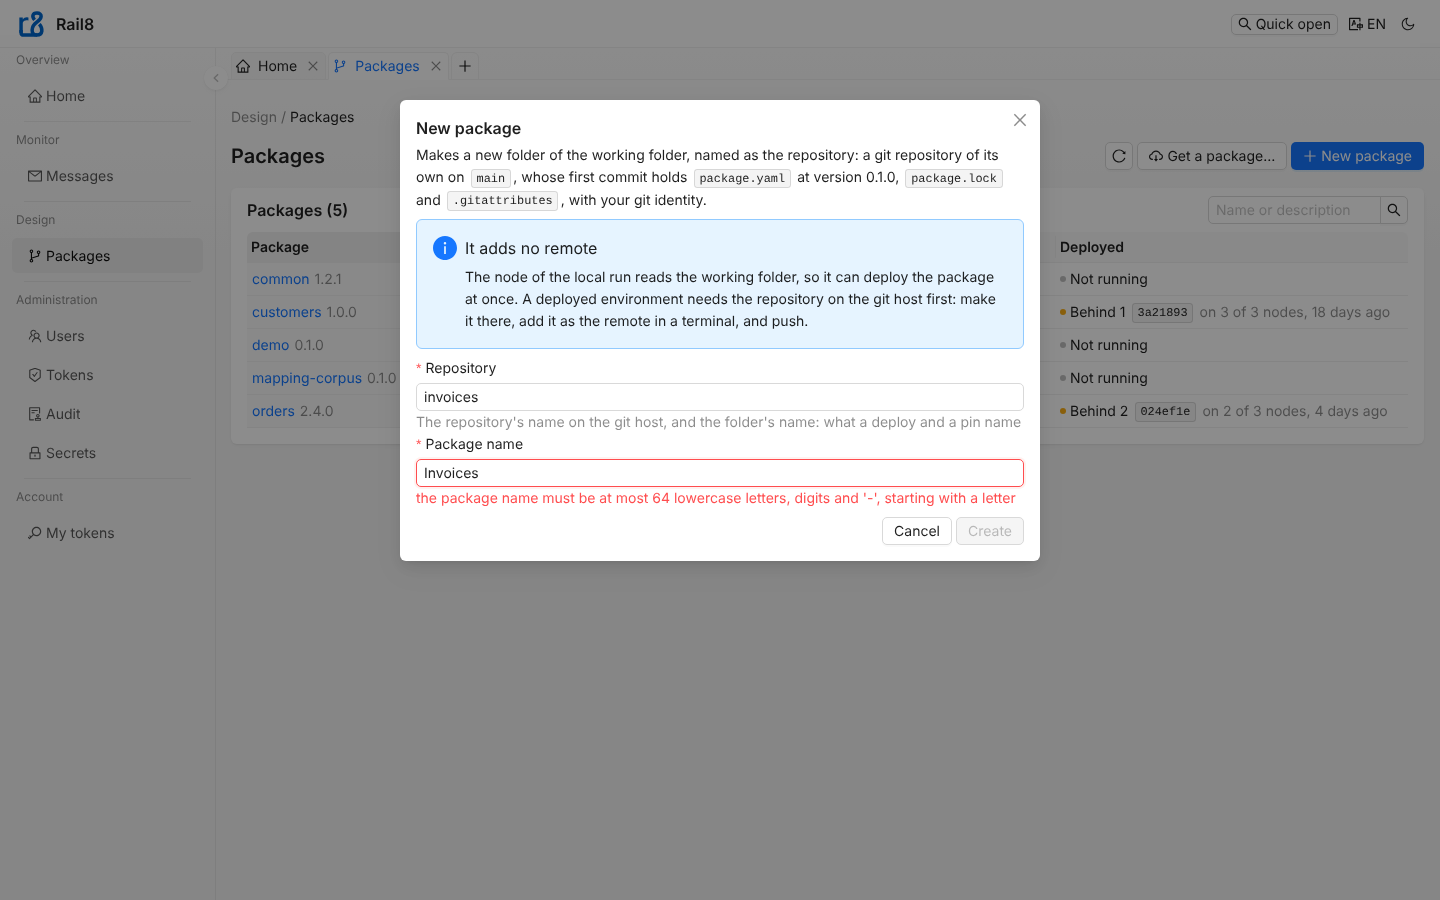 Rail8
Quick open
EN
Overview
Home
Monitor
Messages
Design
Packages
Administration
Users
Tokens
Audit
Secrets
Account
My tokens
Home
Packages
Design / Packages
Packages
Get a package...
New package
Packages (5)
Name or description
Package
Deployed
common 1.2.1
Not running
customers 1.0.0
Behind 1 3a21893 on 3 of 3 nodes, 18 days ago
demo 0.1.0
Not running
mapping-corpus 0.1.0
Not running
orders 2.4.0
Behind 2 024ef1e on 2 of 3 nodes, 4 days ago
New package
Makes a new folder of the working folder, named as the repository: a git repository of its
own on main, whose first commit holds package.yaml at version 0.1.0, package.lock
and .gitattributes, with your git identity.
It adds no remote
The node of the local run reads the working folder, so it can deploy the package
at once. A deployed environment needs the repository on the git host first: make
it there, add it as the remote in a terminal, and push.
* Repository
invoices
The repository's name on the git host, and the folder's name: what a deploy and a pin name
* Package name
Invoices
the package name must be at most 64 lowercase letters, digits and '-', starting with a letter
Cancel
Create